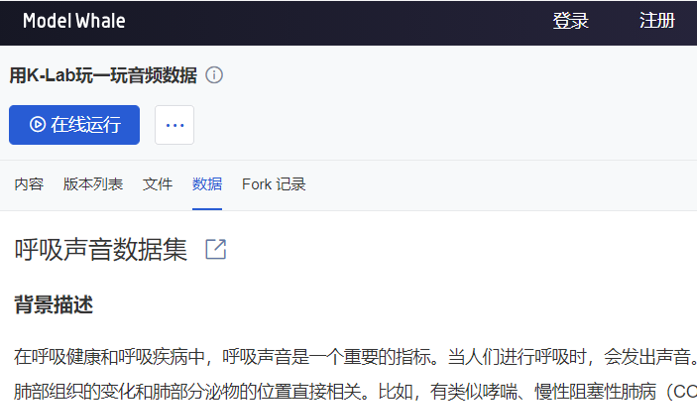 Model Whale 登录 注册
用K-Lab玩一玩音频数据
在线运行 ...
内容 版本列表 文件 数据 Fork 记录
呼吸声音数据集
背景描述
在呼吸健康和呼吸疾病中，呼吸声音是一个重要的指标。当人们进行呼吸时，会发出声音。
肺部组织的变化和肺部分泌物的位置直接相关。比如，有类似哮喘、慢性阻塞性肺病（CO